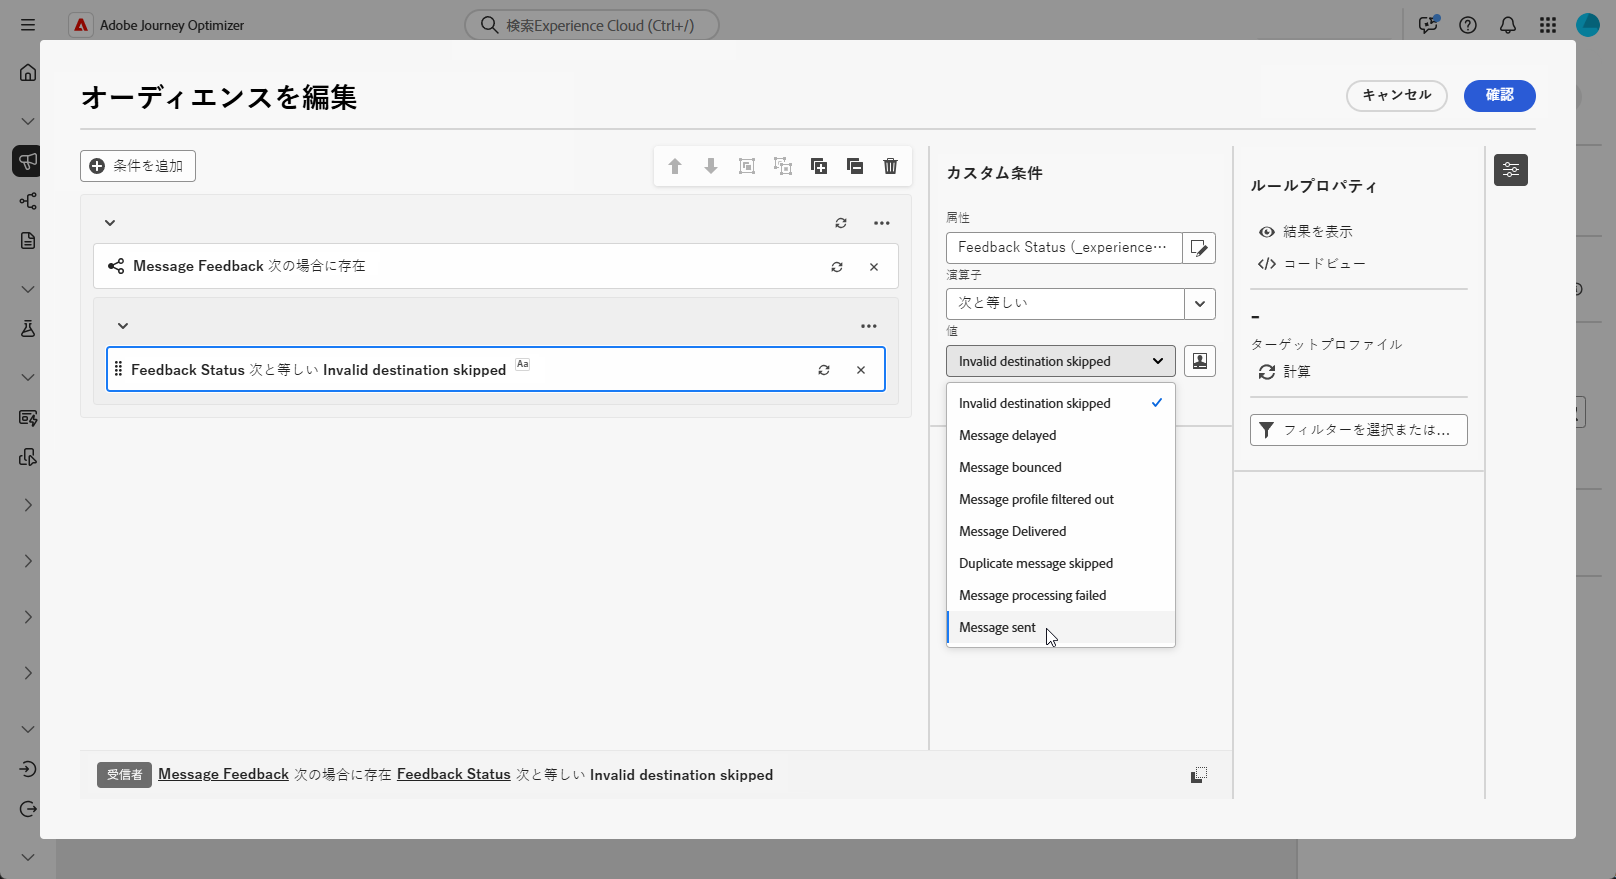 Adobe Journey Optimizer
検索Experience Cloud (Ctrl+/)
オーディエンスを編集
キャンセル
確認
条件を追加
Message Feedback 次の場合に存在
Feedback Status 次と等しい Invalid destination skipped Aa
カスタム条件
属性
Feedback Status (_experience…
演算子
次と等しい
値
Invalid destination skipped
Invalid destination skipped
Message delayed
Message bounced
Message profile filtered out
Message Delivered
Duplicate message skipped
Message processing failed
Message sent
ルールプロパティ
結果を表示
コードビュー
-
ターゲットプロファイル
計算
フィルターを選択または...
受信者 Message Feedback 次の場合に存在 Feedback Status 次と等しい Invalid destination skipped